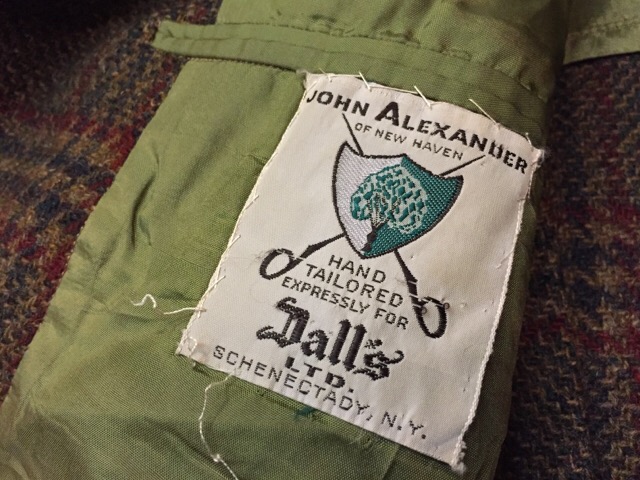 JOHN ALEXANDER
OF NEW HAVEN
HAND
TAILORED
EXPRESSLY FOR
Dall's
LTD.
SCHENECTADY, N.Y.